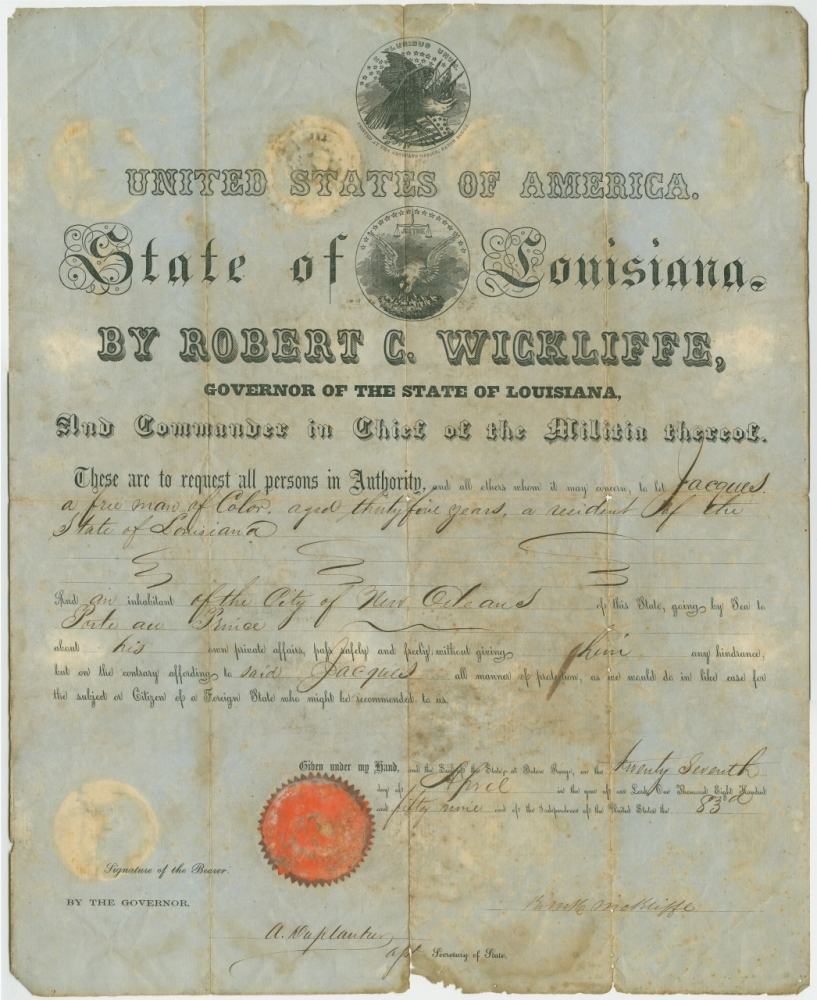 E PLURIBUS UNUM
UNITED STATES OF AMERICA.
JUSTICE
State of Louisiana.
BY ROBERT C. WICKLIFFE,
GOVERNOR OF THE STATE OF LOUISIANA,
And Commander in Chief of the Militia thereof.
These are to request all persons in Authority, and all others whom it may concern, to let Jacques.
a free man of Color, aged thirty five years, a resident of the
State of Louisiana
And an inhabitant of the City of New Orleans of this State, going by Sea to
Porte au Prince
about his own private affairs, pass safely and freely, without giving him any hindrance,
but on the contrary affording to said Jacques all manner of protection, as we would do in like case for
the subject or Citizen of a Foreign State who might be recommended to us.
Given under my Hand, and the Seal of the State, at Baton Rouge, on the twenty Seventh
day of April in the year of our Lord One Thousand Eight Hundred
and fifty nine and of the Independence of the United States the 83d
Signature of the Bearer.
BY THE GOVERNOR.
A. Duplantier
Asst Secretary of State.